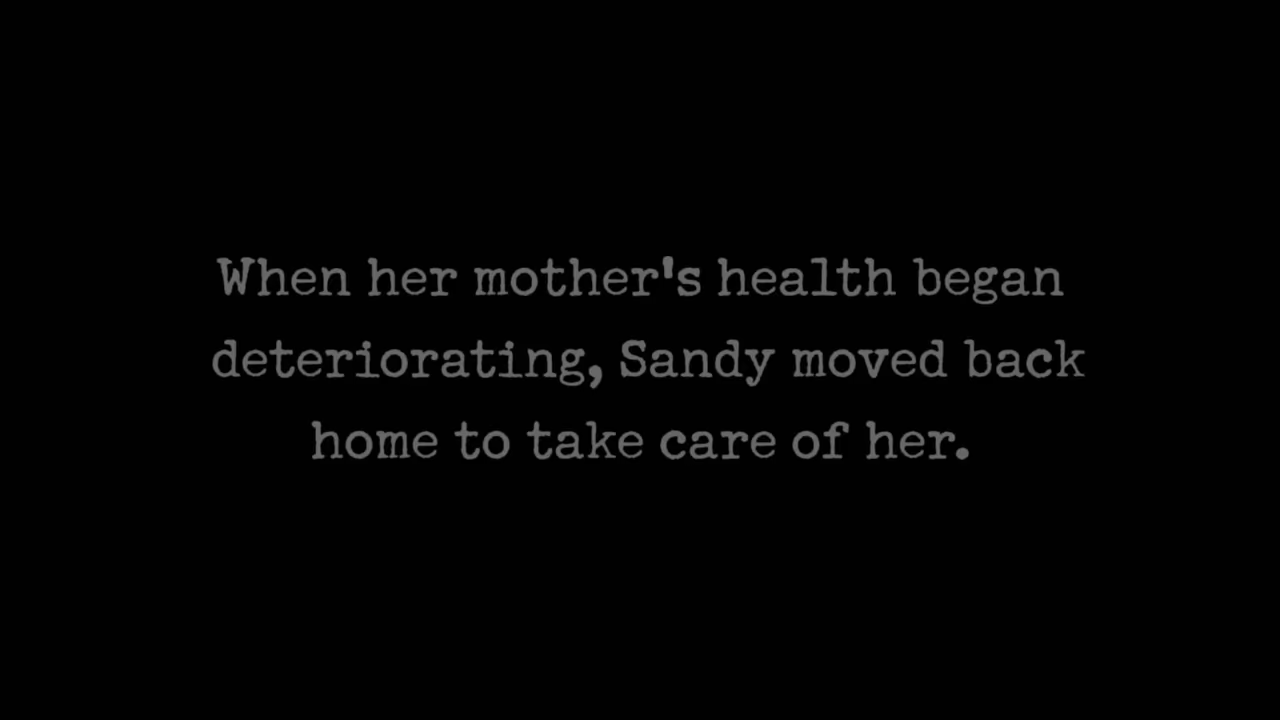 When her mother's health began
deteriorating, Sandy moved back
home to take care of her.